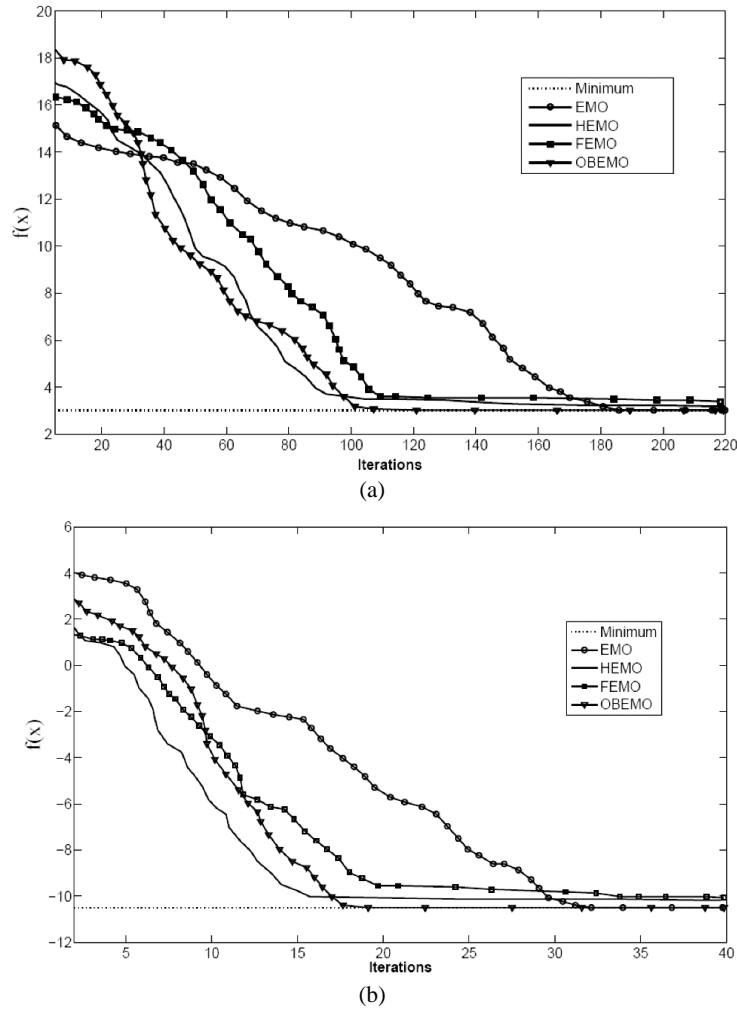 20
18
16
14
12
10
8
6
4
2
f(x)
Minimum
EMO
HEMO
FEMO
OBEMO
20 40 60 80 100 120 140 160 180 200 220
Iterations
(a)
6
4
2
0
−2
−4
−6
−8
−10
−12
f(x)
Minimum
EMO
HEMO
FEMO
OBEMO
5 10 15 20 25 30 35 40
Iterations
(b)